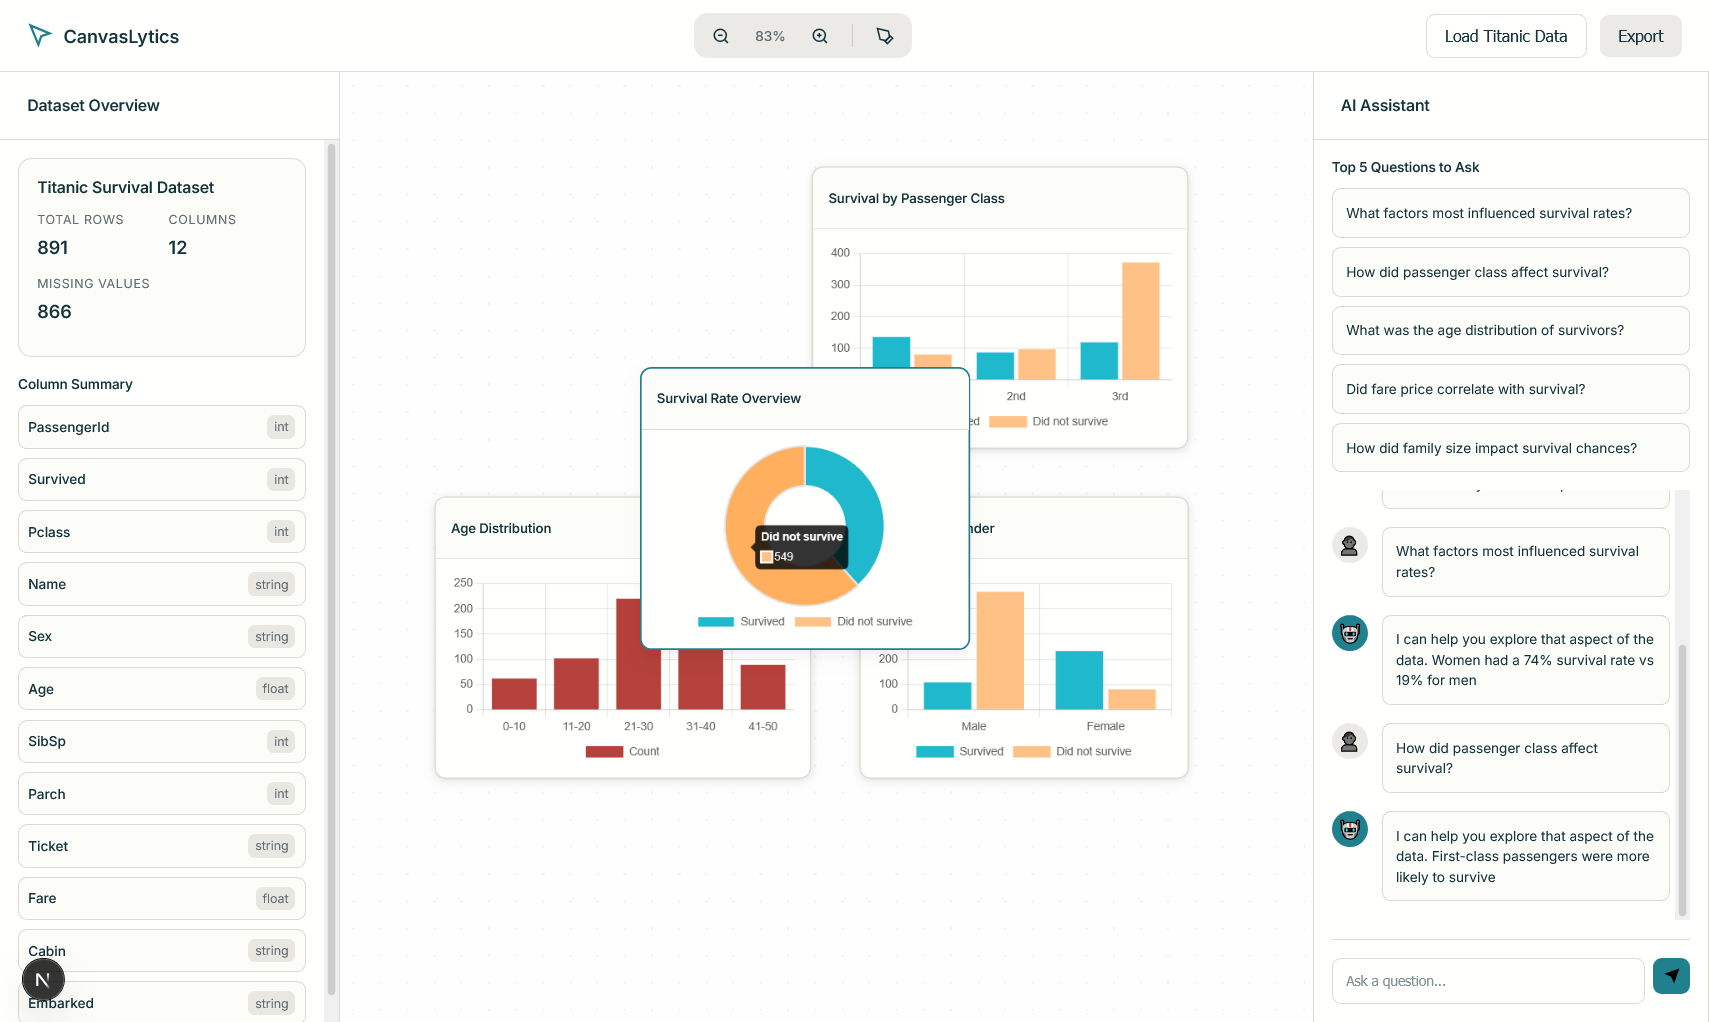 CanvasLytics
83%
Load Titanic Data
Export
Dataset Overview
Titanic Survival Dataset
TOTAL ROWS
COLUMNS
891
12
MISSING VALUES
866
Column Summary
PassengerId
int
Survived
int
Pclass
int
Name
string
Sex
string
Age
float
SibSp
int
Parch
int
Ticket
string
Fare
float
Cabin
string
N
Embarked
string
Survival by Passenger Class
400
300
200
100
2nd
3rd
ed
Did not survive
Survival Rate Overview
Did not survive
549
Survived
Did not survive
Age Distribution
250
200
150
100
50
0
0-10
11-20
21-30
31-40
41-50
Count
nder
200
100
0
Male
Female
Survived
Did not survive
AI Assistant
Top 5 Questions to Ask
What factors most influenced survival rates?
How did passenger class affect survival?
What was the age distribution of survivors?
Did fare price correlate with survival?
How did family size impact survival chances?
What factors most influenced survival
rates?
I can help you explore that aspect of the
data. Women had a 74% survival rate vs
19% for men
How did passenger class affect
survival?
I can help you explore that aspect of the
data. First-class passengers were more
likely to survive
Ask a question...